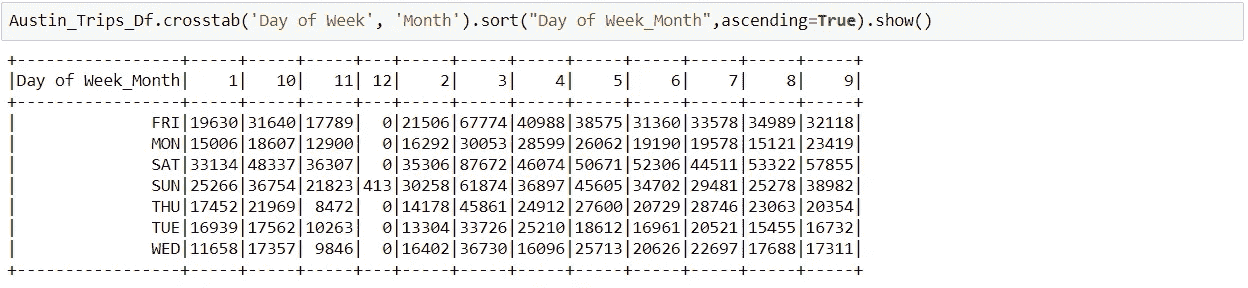 Austin_Trips_Df.crosstab('Day of Week', 'Month').sort("Day of Week_Month",ascending=True).show()
+-----------------+-----+-----+-----+---+-----+-----+-----+-----+-----+-----+-----+-----+
|Day of Week_Month|    1|   10|   11| 12|    2|    3|    4|    5|    6|    7|    8|    9|
+-----------------+-----+-----+-----+---+-----+-----+-----+-----+-----+-----+-----+-----+
|              FRI|19630|31640|17789|  0|21506|67774|40988|38575|31360|33578|34989|32118|
|              MON|15006|18607|12900|  0|16292|30053|28599|26062|19190|19578|15121|23419|
|              SAT|33134|48337|36307|  0|35306|87672|46074|50671|52306|44511|53322|57855|
|              SUN|25266|36754|21823|413|30258|61874|36897|45605|34702|29481|25278|38982|
|              THU|17452|21969| 8472|  0|14178|45861|24912|27600|20729|28746|23063|20354|
|              TUE|16939|17562|10263|  0|13304|33726|25210|18612|16961|20521|15455|16732|
|              WED|11658|17357| 9846|  0|16402|36730|16096|25713|20626|22697|17688|17311|
+-----------------+-----+-----+-----+---+-----+-----+-----+-----+-----+-----+-----+-----+